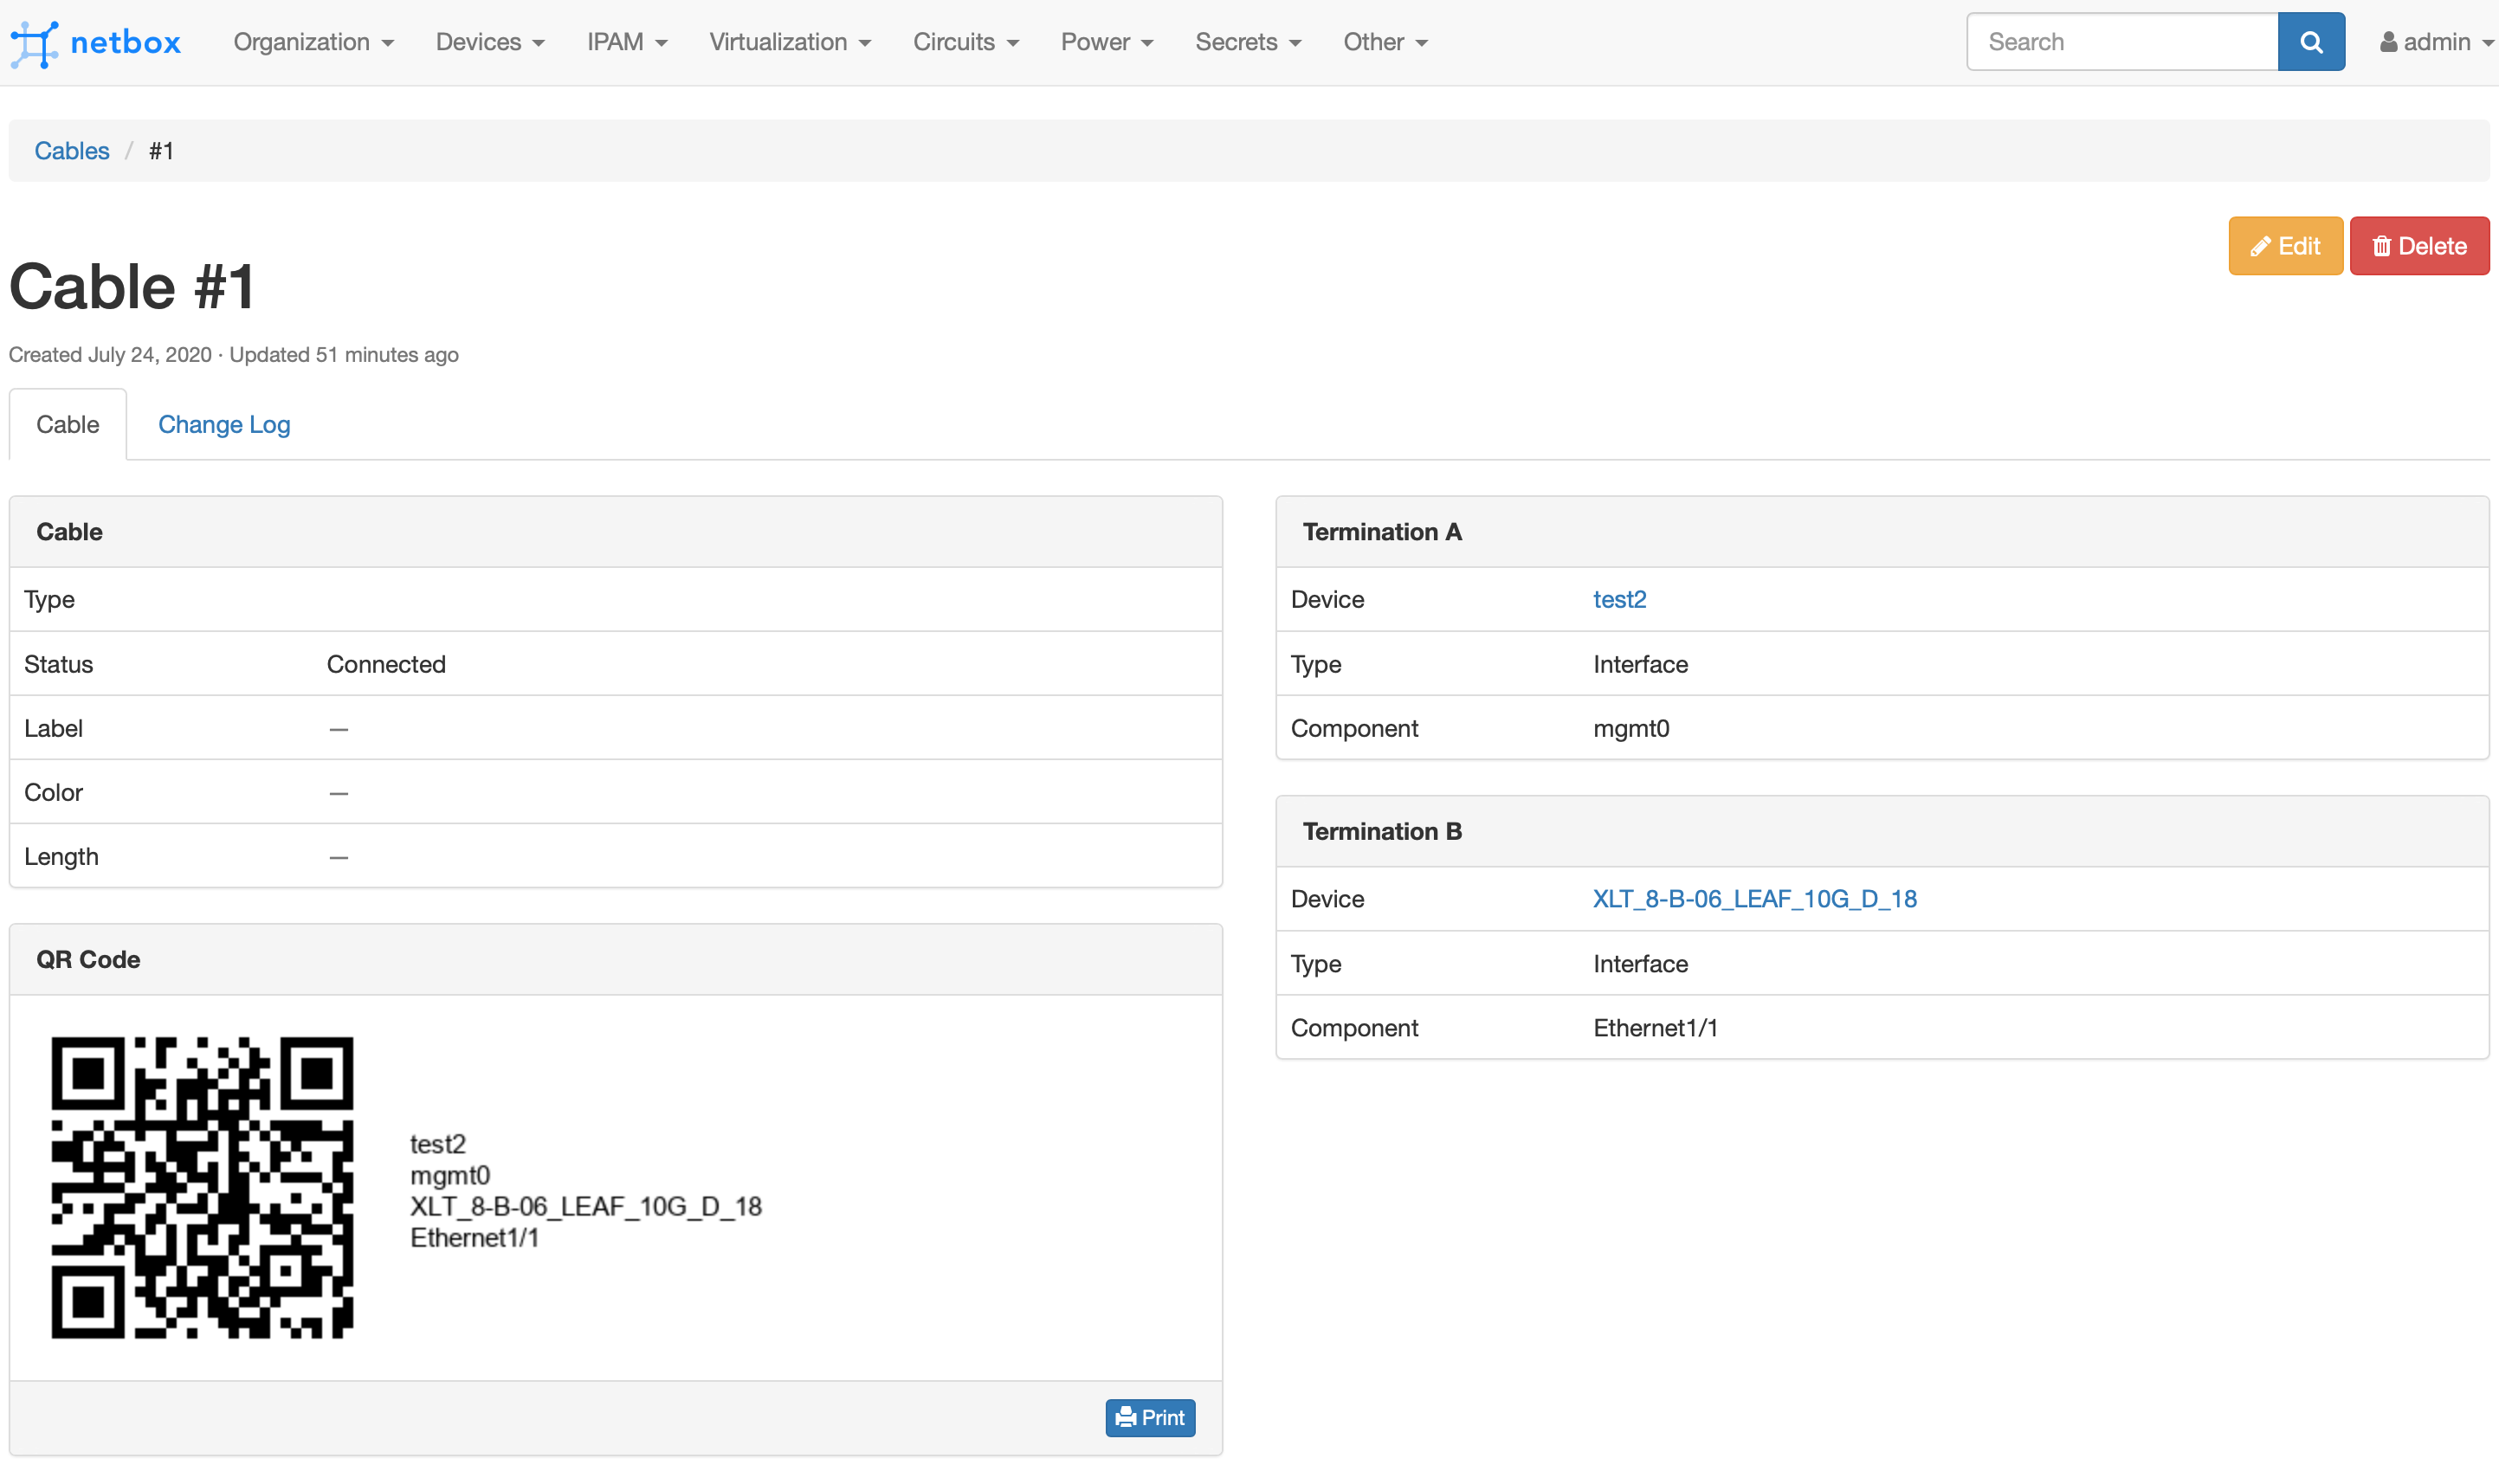 netbox Organization Devices IPAM Virtualization Circuits Power Secrets Other Search admin
Cables / #1
Edit Delete
Cable #1
Created July 24, 2020 · Updated 51 minutes ago
Cable Change Log
Cable
Type
Status Connected
Label —
Color —
Length —
QR Code
test2
mgmt0
XLT_8-B-06_LEAF_10G_D_18
Ethernet1/1
Print
Termination A
Device test2
Type Interface
Component mgmt0
Termination B
Device XLT_8-B-06_LEAF_10G_D_18
Type Interface
Component Ethernet1/1